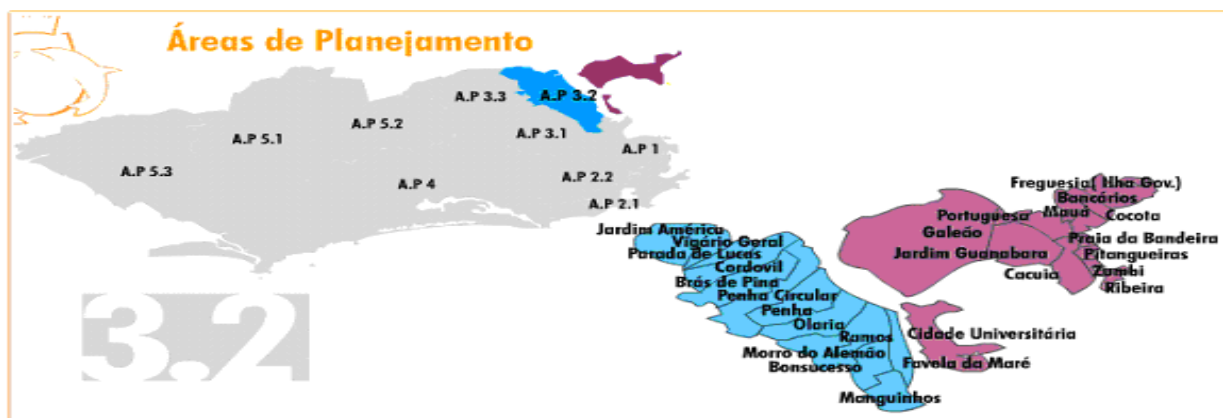 Áreas de Planejamento
A.P 3.3
A.P 3.2
A.P 5.2
A.P 5.1
A.P 3.1
A.P 1
A.P 5.3
A.P 4
A.P 2.2
A.P 2.1
3.2
Jardim América
Vigário Geral
Parada de Lucas
Cordovil
Brás de Pina
Penha Circular
Penha
Olaria
Ramos
Morro do Alemão
Bonsucesso
Manguinhos
Freguesia( Ilha Gov.)
Bancários
Mauá
Cocota
Portuguesa
Galeão
Praia da Bandeira
Jardim Guanabara
Pitangueiras
Cacuia
Zumbi
Ribeira
Cidade Universitária
Favela da Maré